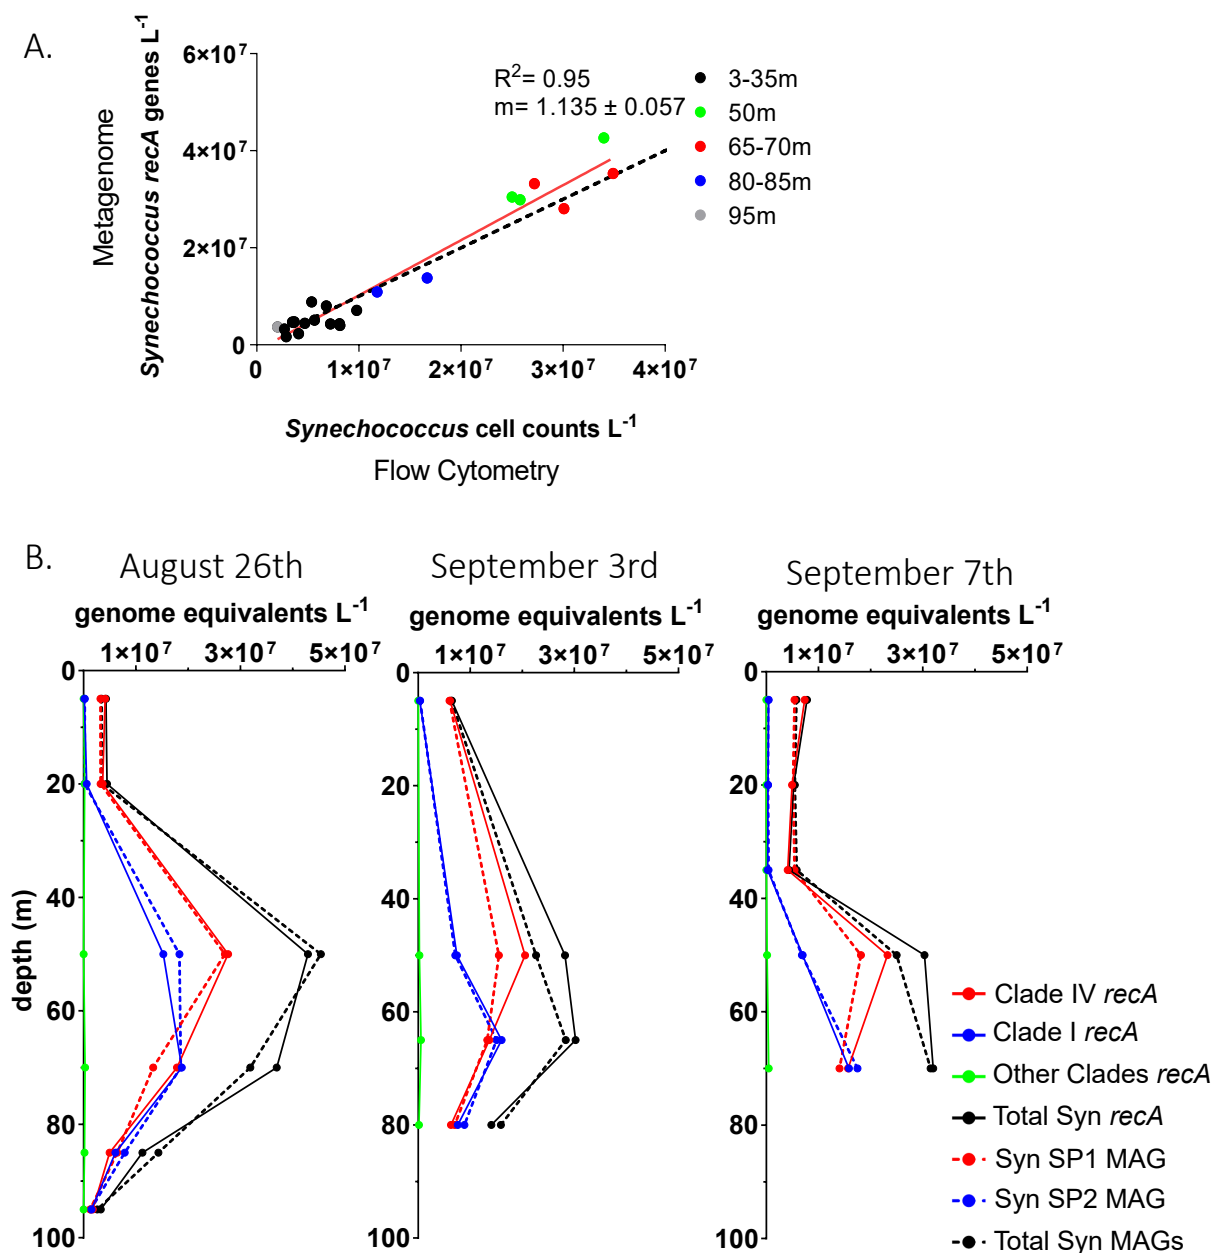 A.
Metagenome
Synechococcus recA genes L⁻¹
6×10⁷
4×10⁷
2×10⁷
0
0
1×10⁷
2×10⁷
3×10⁷
4×10⁷
R²= 0.95
m= 1.135 ± 0.057
3-35m
50m
65-70m
80-85m
95m
Synechococcus cell counts L⁻¹
Flow Cytometry
B.
August 26th
genome equivalents L⁻¹
1×10⁷
3×10⁷
5×10⁷
0
20
40
60
80
100
depth (m)
September 3rd
genome equivalents L⁻¹
1×10⁷
3×10⁷
5×10⁷
0
20
40
60
80
100
September 7th
genome equivalents L⁻¹
1×10⁷
3×10⁷
5×10⁷
0
20
40
60
80
100
Clade IV recA
Clade I recA
Other Clades recA
Total Syn recA
Syn SP1 MAG
Syn SP2 MAG
Total Syn MAGs